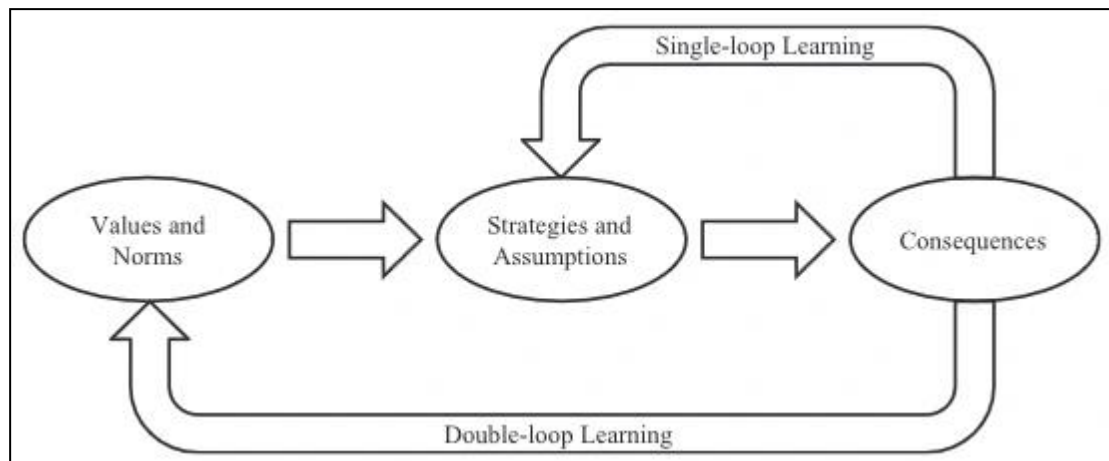 Single-loop Learning
Values and
Norms
Strategies and
Assumptions
Consequences
Double-loop Learning